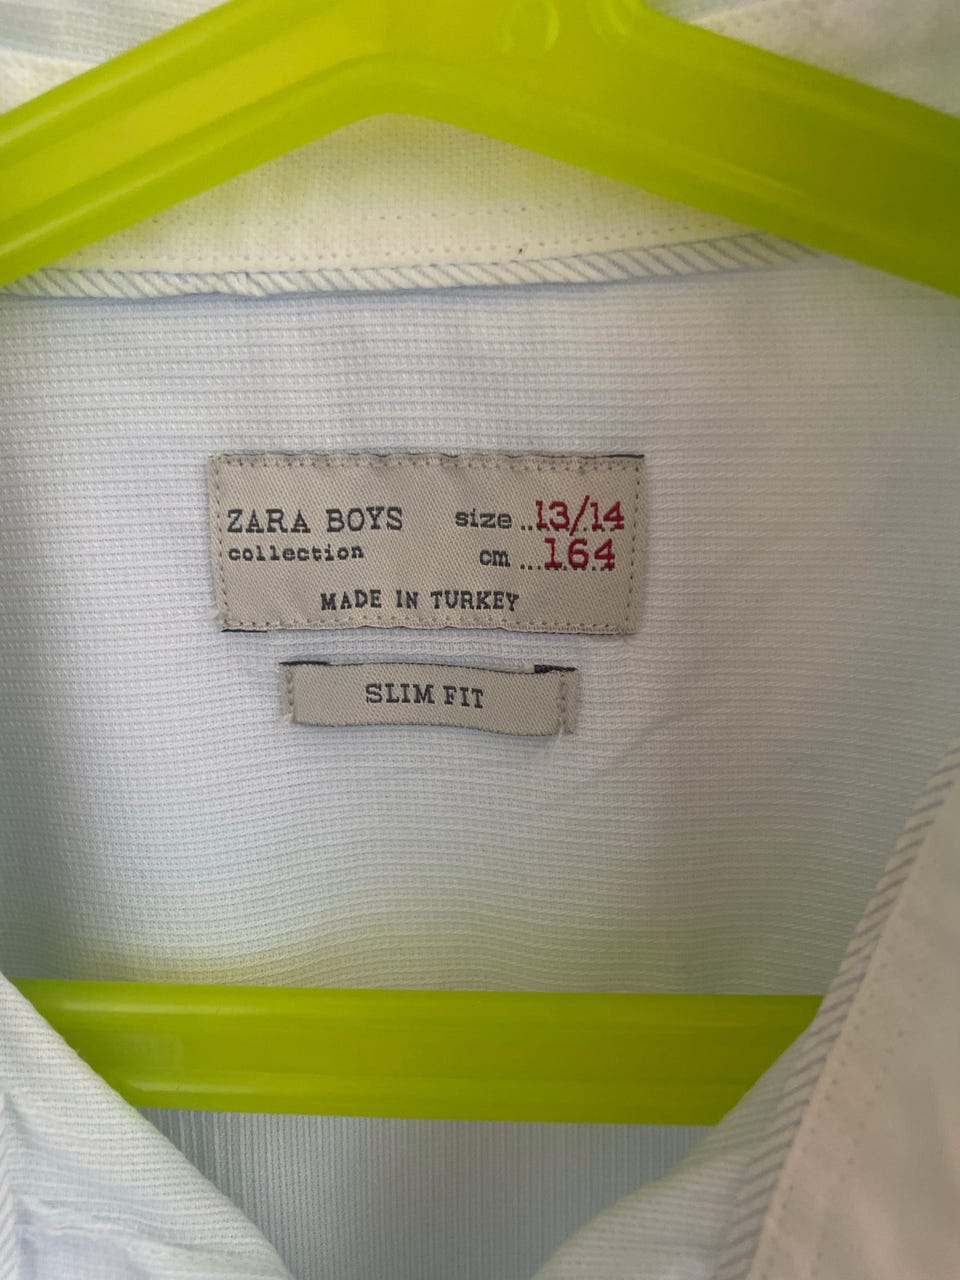 ZARA BOYS size ..13/14
collection cm ...164
MADE IN TURKEY
SLIM FIT